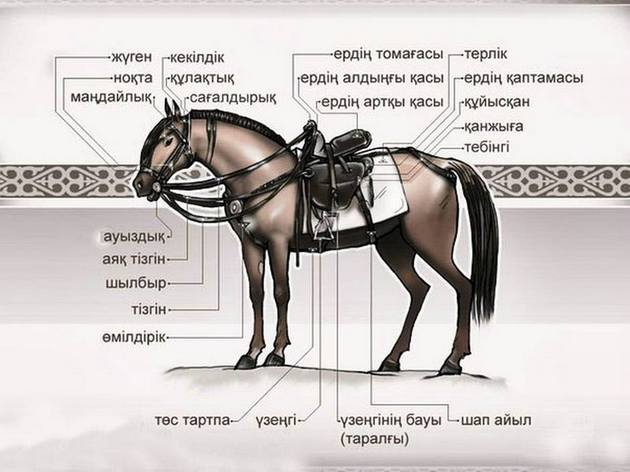 жүген
кекілдік
ноқта
құлақтық
маңдайлық
сағалдырық
ердің томағасы
терлік
ердің алдыңғы қасы
ердің қаптамасы
ердің артқы қасы
құйысқан
қанжыға
тебінгі
ауыздық
аяқ тізгін
шылбыр
тізгін
өмілдірік
төс тартпа
үзеңгі
үзеңгінің бауы
(таралғы)
шап айыл